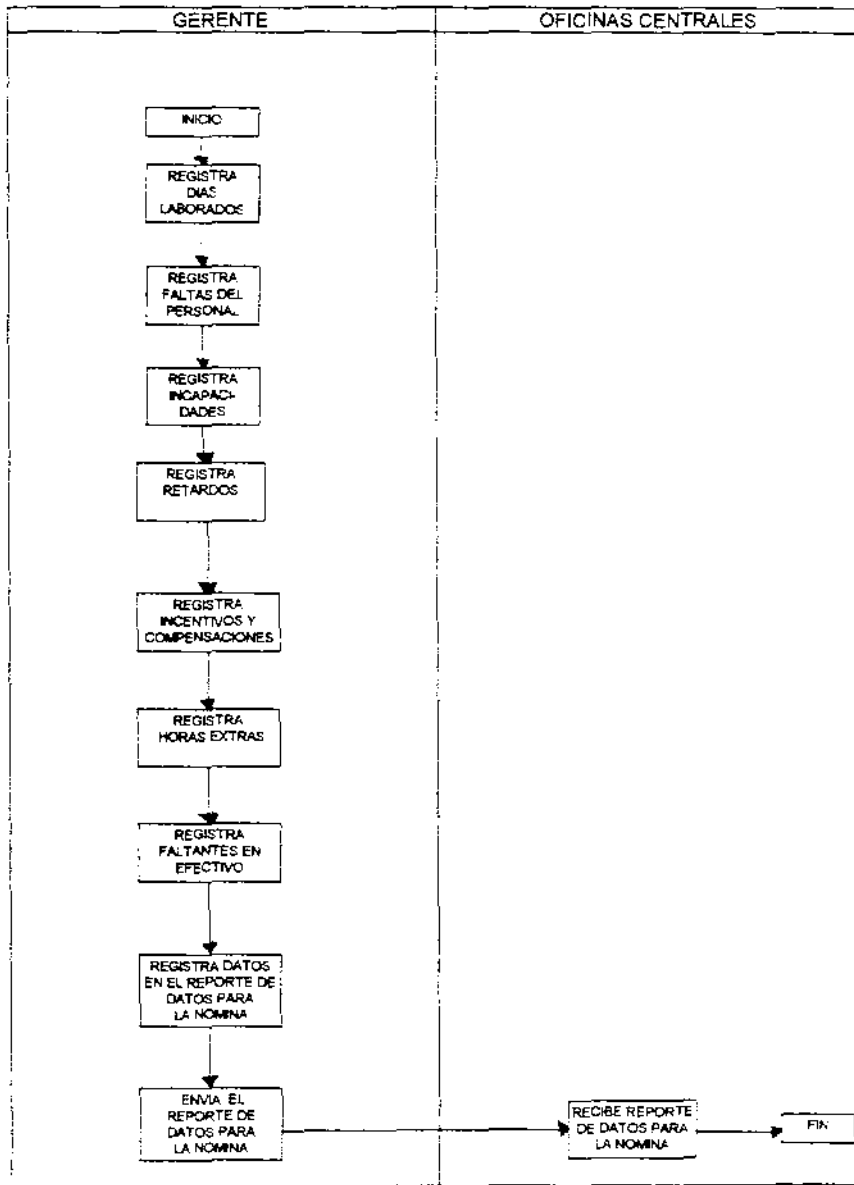 GERENTE
OFICINAS CENTRALES
INICIO
REGISTRA
DIAS
LABORADOS
REGISTRA
FALTAS DEL
PERSONAL
REGISTRA
INCAPACI-
DADES
REGISTRA
RETARDOS
REGISTRA
INCENTIVOS Y
COMPENSACIONES
REGISTRA
HORAS EXTRAS
REGISTRA
FALTANTES EN
EFECTIVO
REGISTRA DATOS
EN EL REPORTE DE
DATOS PARA
LA NOMINA
ENVIA EL
REPORTE DE
DATOS PARA
LA NOMINA
RECIBE REPORTE
DE DATOS PARA
LA NOMINA
FIN